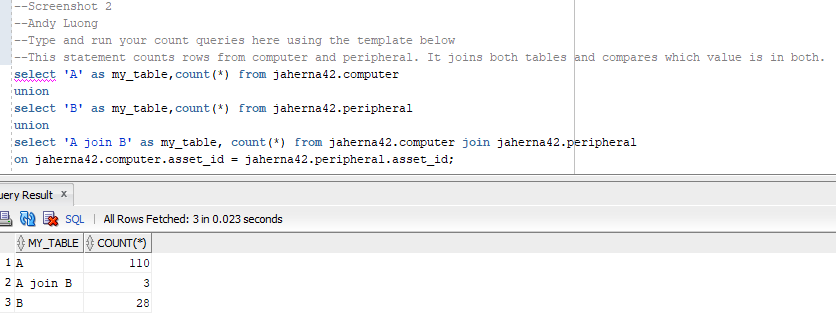 --Screenshot 2
--Andy Luong
--Type and run your count queries here using the template below
--This statement counts rows from computer and peripheral. It joins both tables and compares which value is in both.
select 'A' as my_table,count(*) from jaherna42.computer
union
select 'B' as my_table, count(*) from jaherna42.peripheral
union
select 'A join B' as my_table, count(*) from jaherna42.computer join jaherna42.peripheral
on jaherna42.computer.asset_id = jaherna42.peripheral.asset_id;
uery Result x
SQL | All Rows Fetched: 3 in 0.023 seconds
MY_TABLE COUNT(*)
1 A 110
2 A join B 3
3 B 28